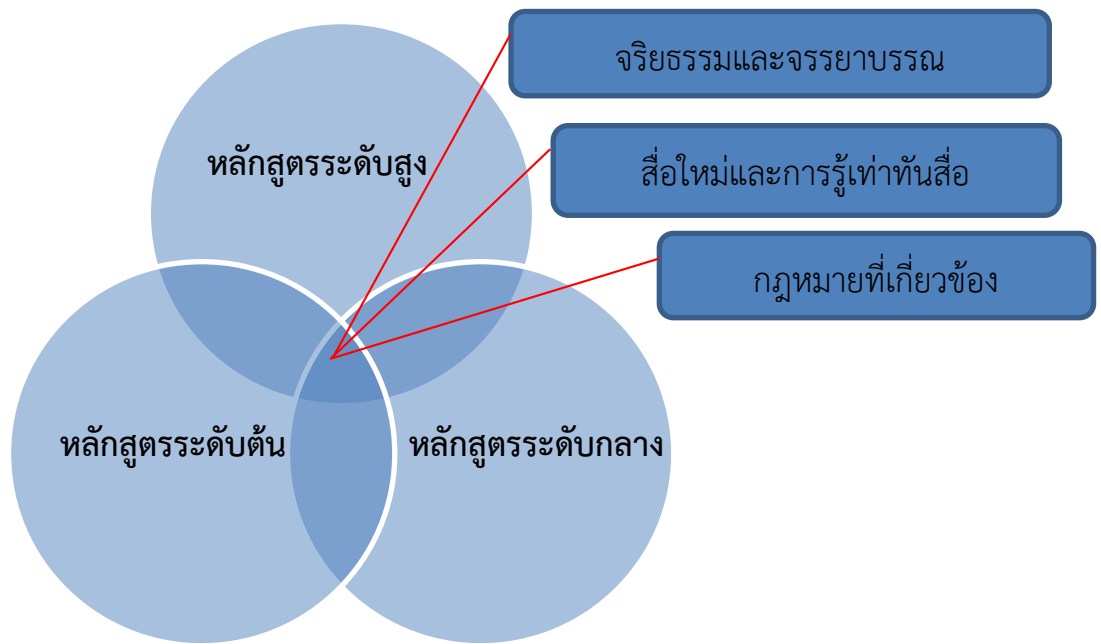 จริยธรรมและจรรยาบรรณ
หลักสูตรระดับสูง
สื่อใหม่และการรู้เท่าทันสื่อ
กฎหมายที่เกี่ยวข้อง
หลักสูตรระดับต้น
หลักสูตรระดับกลาง